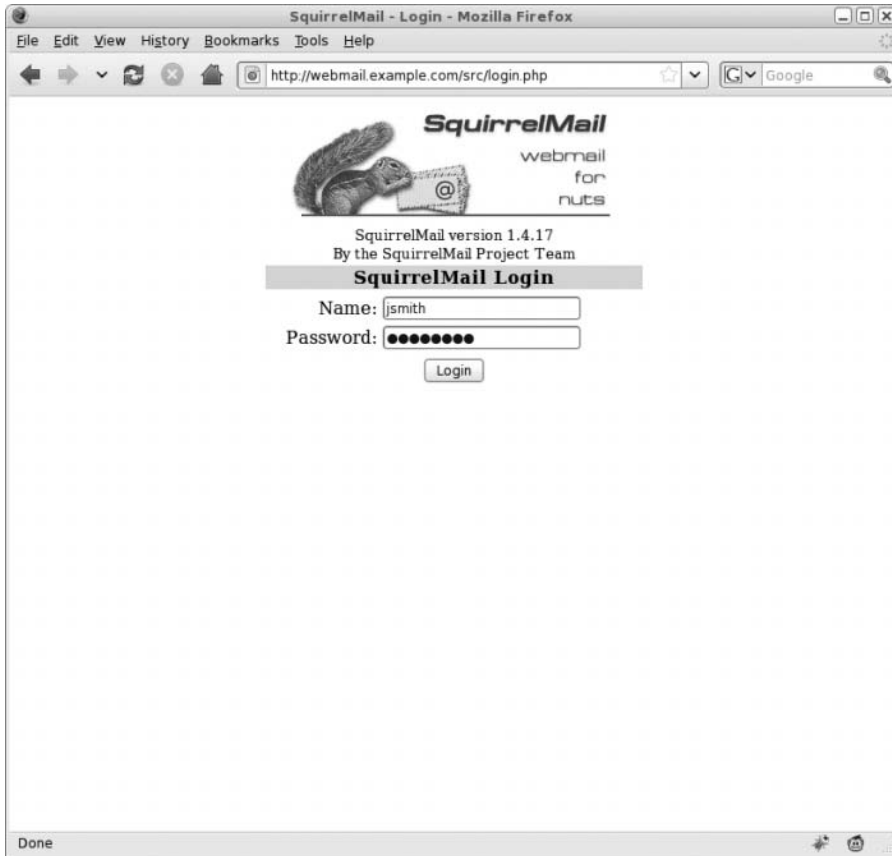 SquirrelMail - Login - Mozilla Firefox
File Edit View History Bookmarks Tools Help
http://webmail.example.com/src/login.php
G Google
SquirrelMail
webmail
for
nuts
@
SquirrelMail version 1.4.17
By the SquirrelMail Project Team
SquirrelMail Login
Name: jsmith
Password: ●●●●●●●●
Login
Done